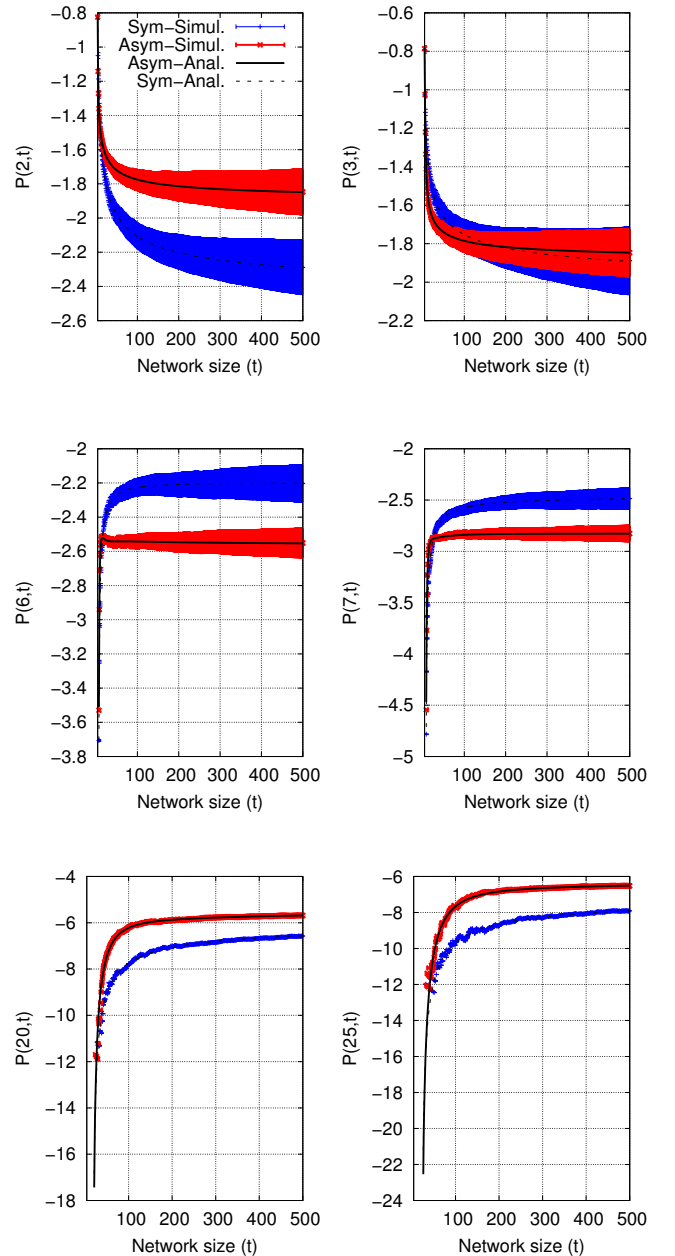 Sym−Simul.
Asym−Simul.
Asym−Anal.
Sym−Anal.
P(2,t)
−0.8
−1
−1.2
−1.4
−1.6
−1.8
−2
−2.2
−2.4
−2.6
100 200 300 400 500
Network size (t)
P(3,t)
−0.6
−0.8
−1
−1.2
−1.4
−1.6
−1.8
−2
−2.2
100 200 300 400 500
Network size (t)
P(6,t)
−2
−2.2
−2.4
−2.6
−2.8
−3
−3.2
−3.4
−3.6
−3.8
100 200 300 400 500
Network size (t)
P(7,t)
−2
−2.5
−3
−3.5
−4
−4.5
−5
100 200 300 400 500
Network size (t)
P(20,t)
−4
−6
−8
−10
−12
−14
−16
−18
100 200 300 400 500
Network size (t)
P(25,t)
−6
−8
−10
−12
−14
−16
−18
−20
−22
−24
100 200 300 400 500
Network size (t)